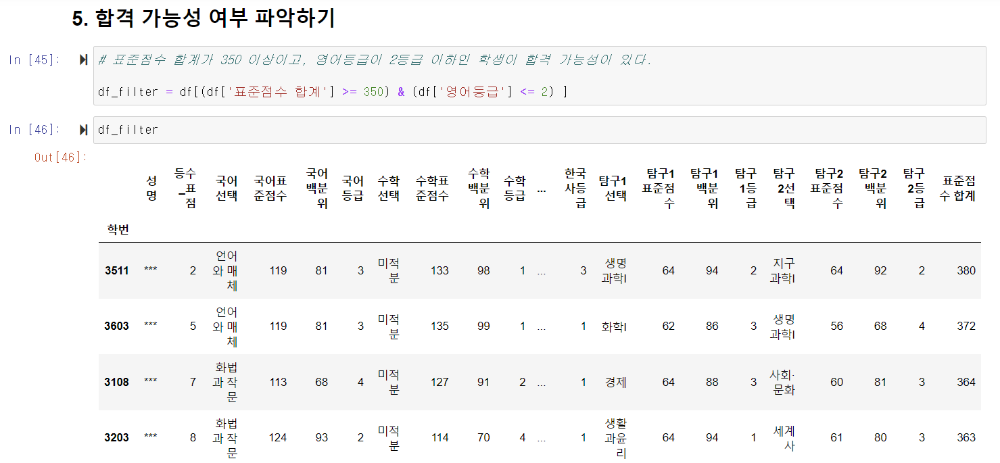 5. 합격 가능성 여부 파악하기
In [45]: # 표준점수 합계가 350 이상이고, 영어등급이 2등급 이하인 학생이 합격 가능성이 있다.
df_filter = df[(df['표준점수 합계'] >= 350) & (df['영어등급'] <= 2) ]
In [46]: df_filter
Out[46]:
성명 등수_표점 국어선택 국어표준점수 국어백분위 국어등급 수학선택 수학표준점수 수학백분위 수학등급 ... 한국사등급 탐구1선택 탐구1표준점수 탐구1백분위 탐구1등급 탐구2선택 탐구2표준점수 탐구2백분위 탐구2등급 표준점수 합계
학번
3511 *** 2 언어와 매체 119 81 3 미적분 133 98 1 ... 3 생명과학I 64 94 2 지구과학I 64 92 2 380
3603 *** 5 언어와 매체 119 81 3 미적분 135 99 1 ... 1 화학I 62 86 3 생명과학I 56 68 4 372
3108 *** 7 화법과 작문 113 68 4 미적분 127 91 2 ... 1 경제 64 88 3 사회·문화 60 81 3 364
3203 *** 8 화법과 작문 124 93 2 미적분 114 70 4 ... 1 생활과윤리 64 94 1 세계사 61 80 3 363